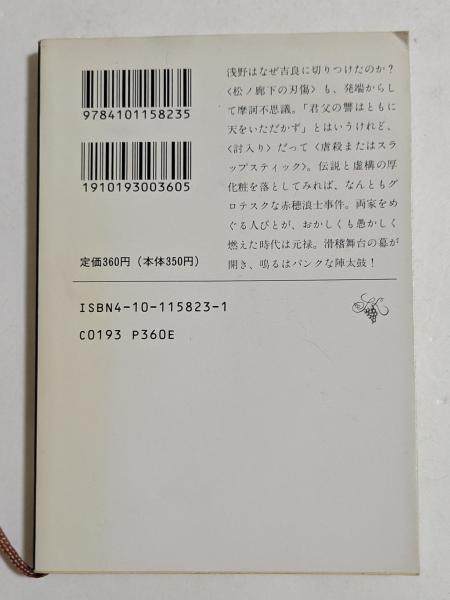 9784101158235
1910193003605
定価360円（本体350円）
浅野はなぜ吉良に切りつけたのか？
〈松ノ廊下の刃傷〉も、発端からし
て摩訶不思議。「君父の讐はともに
天をいただかず」とはいうけれど、
〈討入り〉だって〈虐殺またはスラ
ップスティック〉。伝説と虚構の厚
化粧を落としてみれば、なんともグ
ロテスクな赤穂浪士事件。両家をめ
ぐる人びとが、おかしくも愚かしく
燃えた時代は元禄。滑稽舞台の幕が
開き、鳴るはパンクな陣太鼓！
ISBN4-10-115823-1
C0193 P360E